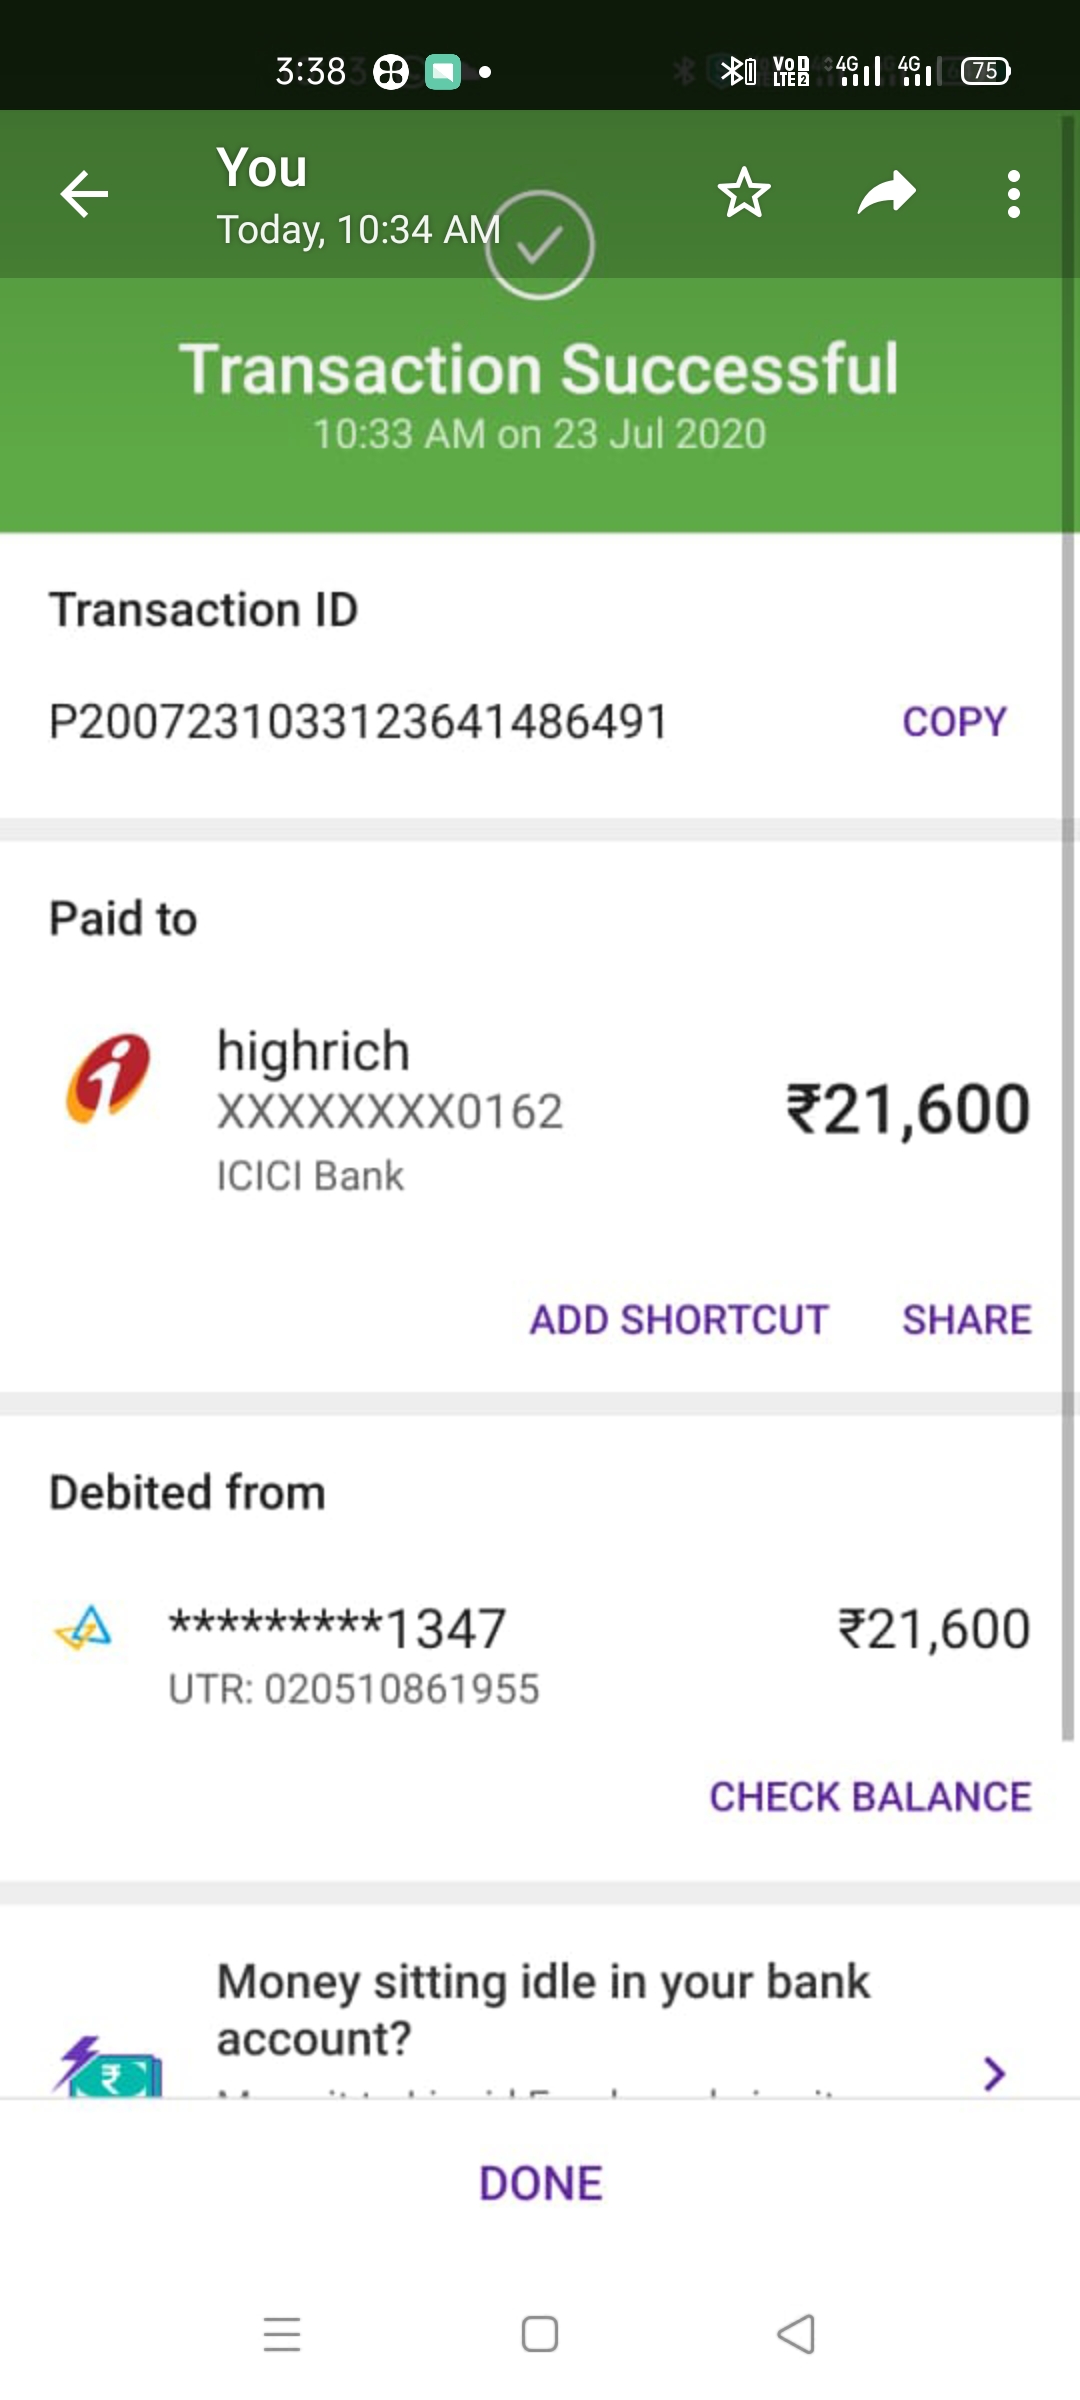 3:38
Vo LTE 4G 4G 75
You
Today, 10:34 AM
Transaction Successful
10:33 AM on 23 Jul 2020
Transaction ID
P2007231033123641486491 COPY
Paid to
highrich
XXXXXXXX0162 ₹21,600
ICICI Bank
ADD SHORTCUT SHARE
Debited from
*********1347 ₹21,600
UTR: 020510861955
CHECK BALANCE
Money sitting idle in your bank
account?
DONE